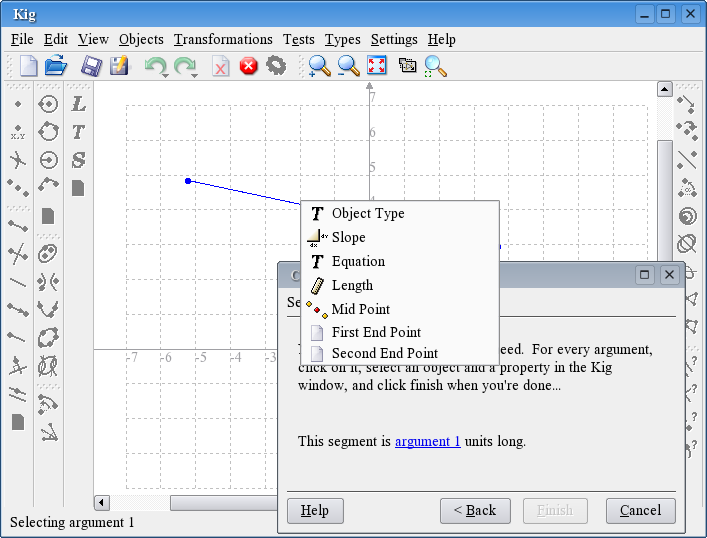 Kig
File Edit View Objects Transformations Tests Types Settings Help
7
6
5
-7 -6 -5 -4 -3
x,y
L
T
S
T Object Type
dy dx Slope
T Equation
Length
Mid Point
First End Point
Second End Point
eed. For every argument,
click on it, select an object and a property in the Kig
window, and click finish when you're done...
This segment is argument 1 units long.
Help < Back Finish Cancel
Selecting argument 1